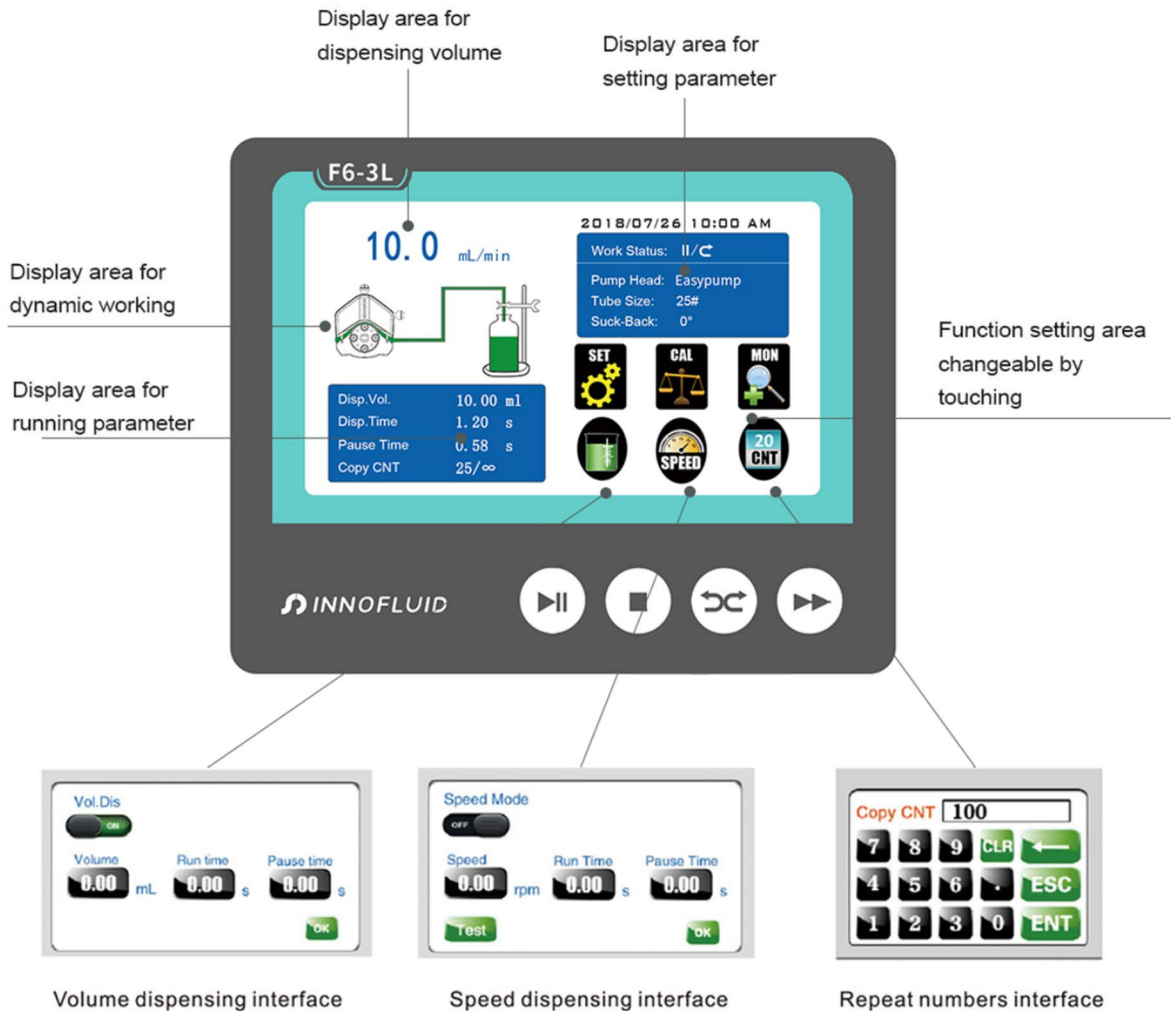 Display area for
dispensing volume
Display area for
setting parameter
F6-3L
2018/07/26 10:00 AM
10.0 mL/min
Work Status: II/
Pump Head: Easypump
Tube Size: 25#
Suck-Back: 0°
Display area for
dynamic working
Function setting area
changeable by
touching
SET CAL MON
Display area for
running parameter
Disp.Vol. 10.00 ml
Disp.Time 1.20 s
Pause Time 0.58 s
Copy CNT 25/∞
SPEED
20
CNT
INNOFLUID
Vol.Dis
ON
Volume Run time Pause time
0.00 mL 0.00 s 0.00 s
OK
Speed Mode
OFF
Speed Run Time Pause Time
0.00 rpm 0.00 s 0.00 s
Test OK
Copy CNT 100
7 8 9 CLR ←
4 5 6 . ESC
1 2 3 0 ENT
Volume dispensing interface
Speed dispensing interface
Repeat numbers interface